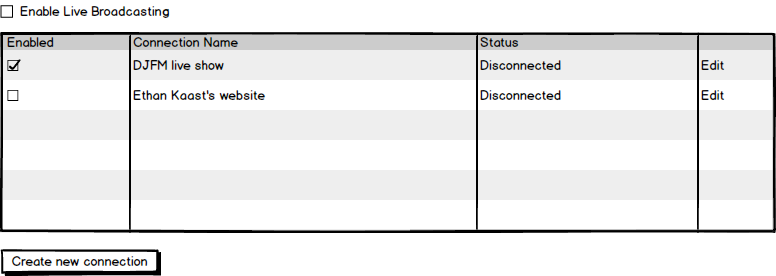 Enable Live Broadcasting
Enabled Connection Name Status
DJFM live show Disconnected Edit
Ethan Kaast's website Disconnected Edit
Create new connection